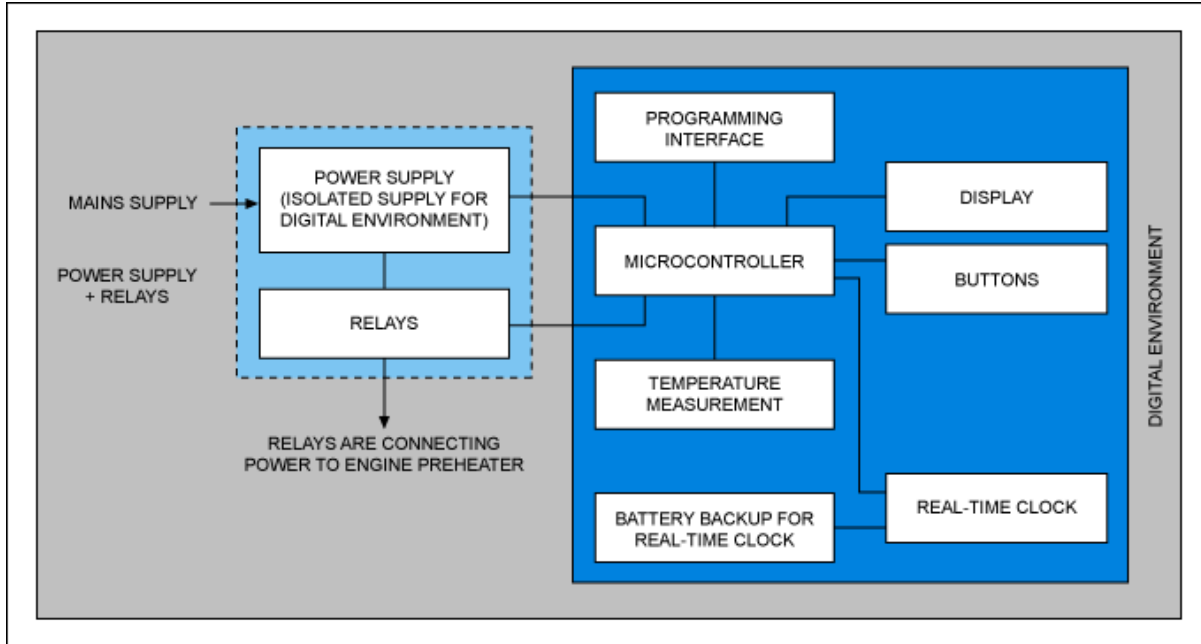 PROGRAMMING
INTERFACE
POWER SUPPLY
(ISOLATED SUPPLY FOR
DIGITAL ENVIRONMENT)
MAINS SUPPLY
DISPLAY
MICROCONTROLLER
BUTTONS
POWER SUPPLY
+ RELAYS
RELAYS
DIGITAL ENVIRONMENT
TEMPERATURE
MEASUREMENT
RELAYS ARE CONNECTING
POWER TO ENGINE PREHEATER
BATTERY BACKUP FOR
REAL-TIME CLOCK
REAL-TIME CLOCK